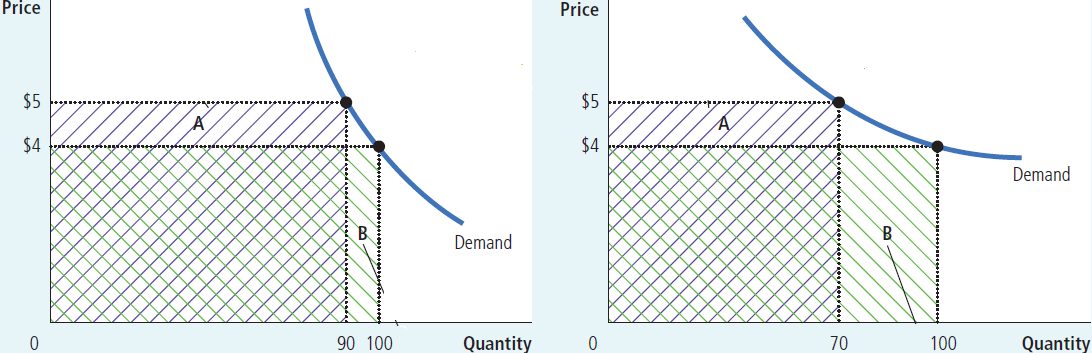 Price
$5
A
$4
B
Demand
0
90 100
Quantity
Price
$5
A
$4
Demand
B
0
70
100
Quantity